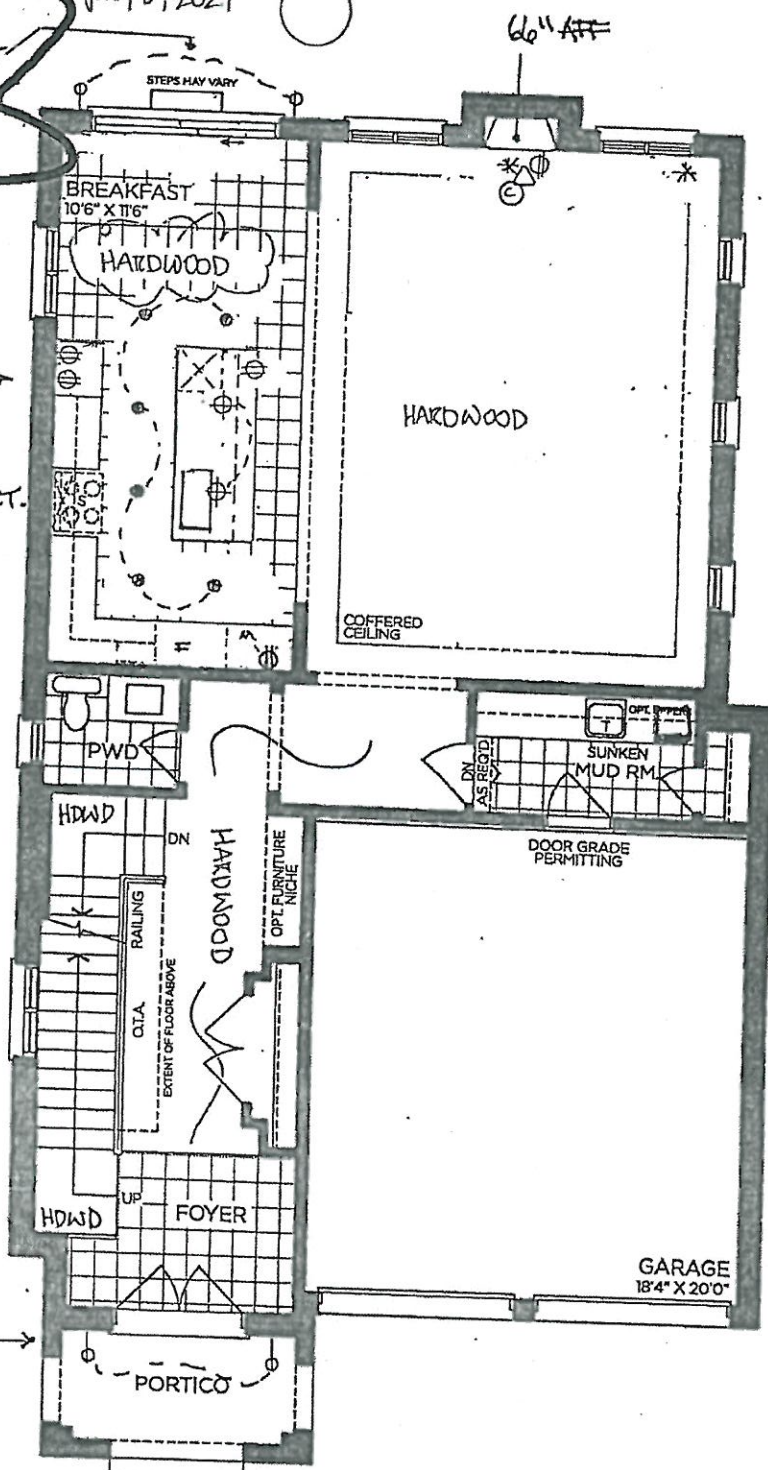 66" AFF
STEPS MAY VARY
BREAKFAST
10'6" X 11'6"
HARDWOOD
HARDWOOD
COFFERED
CEILING
PWD
OPT. UPPERS
SUNKEN
MUD RM.
DN
AS REQ'D
DOOR GRADE
PERMITTING
HDWD
DN
HARDWOOD
OPT. FURNITURE
NICHE
RAILING
O.T.A.
EXTENT OF FLOOR ABOVE
UP
FOYER
HDWD
GARAGE
18'4" X 20'0"
PORTICO